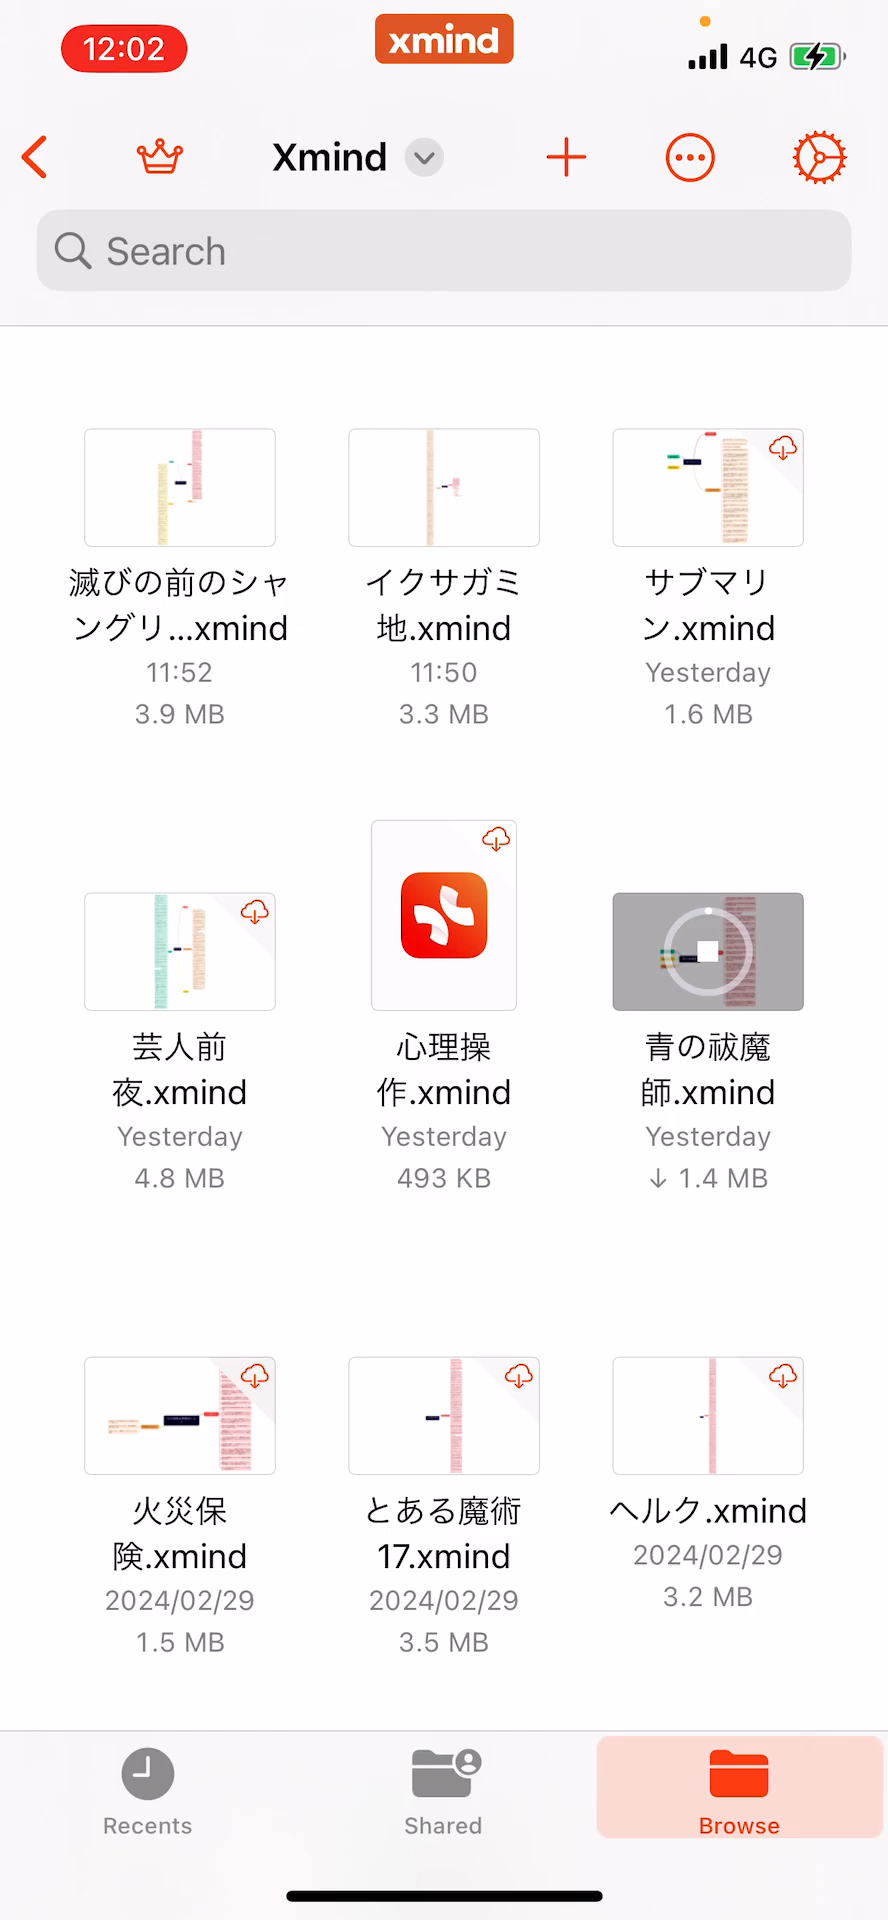 12:02
xmind
4G
Xmind
Search
滅びの前のシャ
ングリ...xmind
11:52
3.9 MB
イクサガミ
地.xmind
11:50
3.3 MB
サブマリ
ン.xmind
Yesterday
1.6 MB
芸人前
夜.xmind
Yesterday
4.8 MB
心理操
作.xmind
Yesterday
493 KB
青の祓魔
師.xmind
Yesterday
↓ 1.4 MB
火災保
険.xmind
2024/02/29
1.5 MB
とある魔術
17.xmind
2024/02/29
3.5 MB
ヘルク.xmind
2024/02/29
3.2 MB
Recents
Shared
Browse